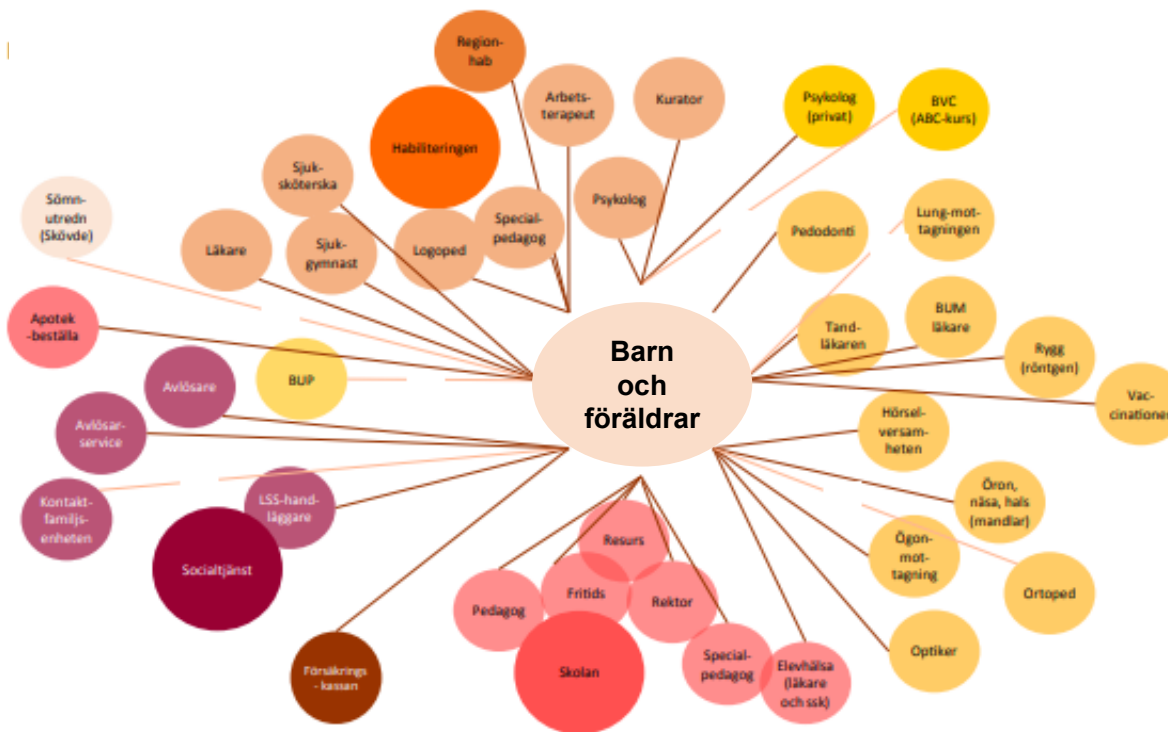 Region-
hab
Arbets-
terapeut
Kurator
Psykolog
(privat)
BVC
(ABC-kurs)
Habiliteringen
Sjuk-
sköterska
Psykolog
Sömn-
utredn
(Skövde)
Läkare
Sjuk-
gymnast
Logoped
Special-
pedagog
Pedodonti
Lung-mot-
tagningen
Apotek
-beställa
Barn
och
föräldrar
Tand-
läkaren
BUM
läkare
Rygg
(röntgen)
Vac-
cinationer
Avlösare
BUP
Avlösar-
service
Hörsel-
versam-
heten
Kontakt-
familjs-
enheten
LSS-hand-
läggare
Öron,
näsa, hals
(mandlar)
Socialtjänst
Resurs
Ögon-
mot-
tagning
Ortoped
Pedagog
Fritids
Rektor
Optiker
Försäkrings
- kassan
Skolan
Special-
pedagog
Elevhälsa
(läkare
och ssk)